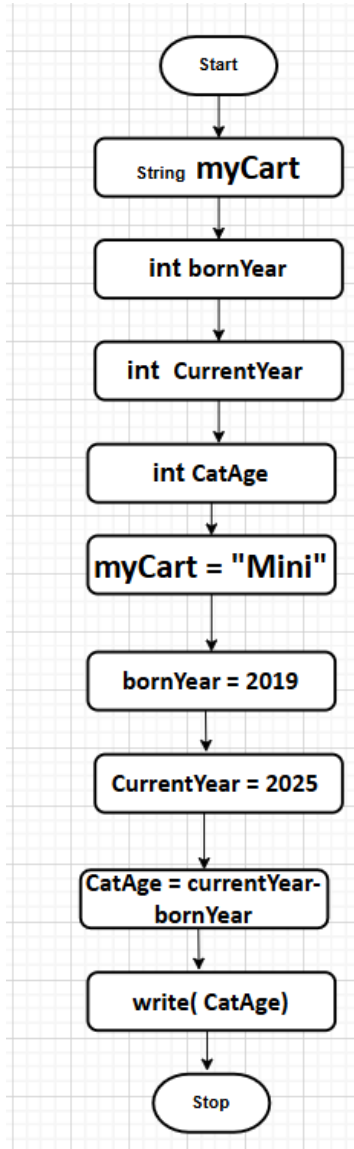 Start
String myCart
int bornYear
int CurrentYear
int CatAge
myCart = "Mini"
bornYear = 2019
CurrentYear = 2025
CatAge = currentYear-
bornYear
write( CatAge)
Stop